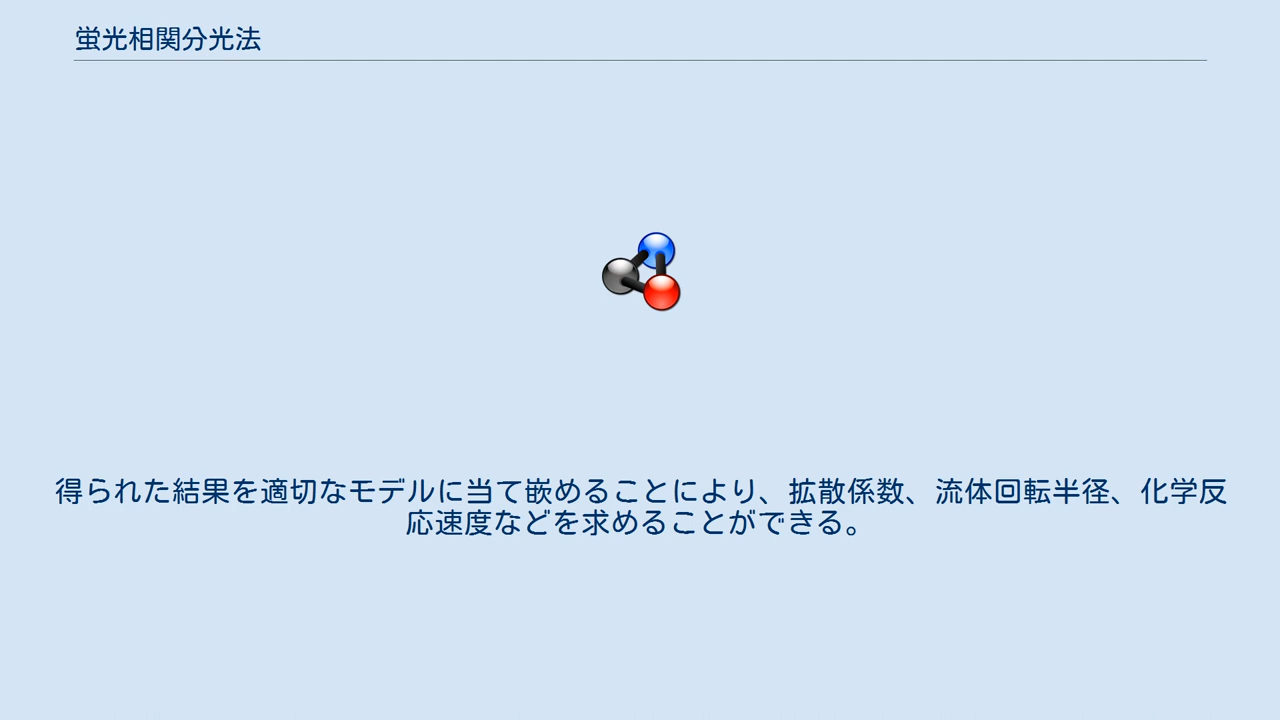 蛍光相関分光法
得られた結果を適切なモデルに当て嵌めることにより、拡散係数、流体回転半径、化学反
応速度などを求めることができる。